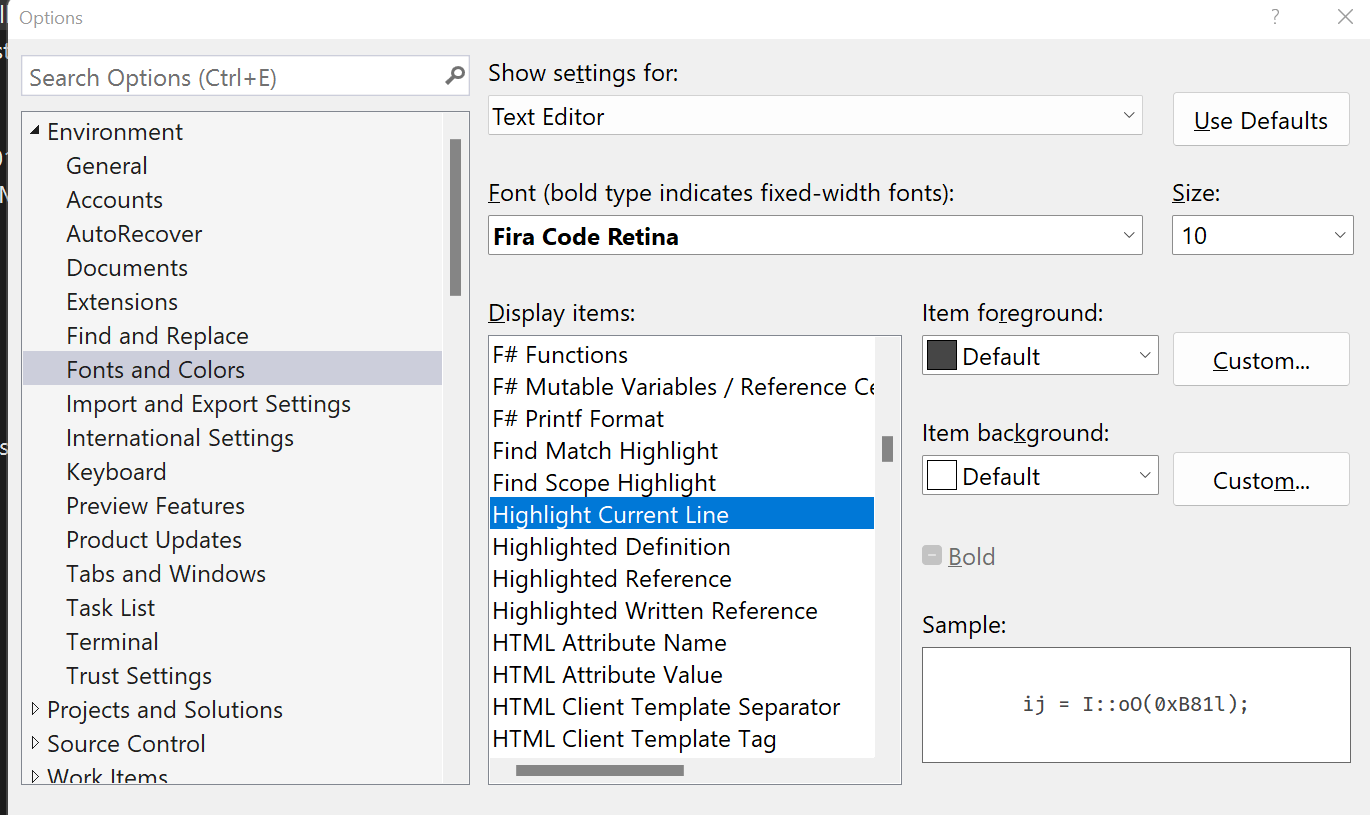 Options
Search Options (Ctrl+E)
Environment
General
Accounts
AutoRecover
Documents
Extensions
Find and Replace
Fonts and Colors
Import and Export Settings
International Settings
Keyboard
Preview Features
Product Updates
Tabs and Windows
Task List
Terminal
Trust Settings
Projects and Solutions
Source Control
Work Items
Show settings for:
Text Editor
Use Defaults
Font (bold type indicates fixed-width fonts):
Fira Code Retina
Size:
10
Display items:
F# Functions
F# Mutable Variables / Reference Ce
F# Printf Format
Find Match Highlight
Find Scope Highlight
Highlight Current Line
Highlighted Definition
Highlighted Reference
Highlighted Written Reference
HTML Attribute Name
HTML Attribute Value
HTML Client Template Separator
HTML Client Template Tag
Item foreground:
Default
Custom...
Item background:
Default
Custom...
Bold
Sample:
ij = I::oO(0xB81l);